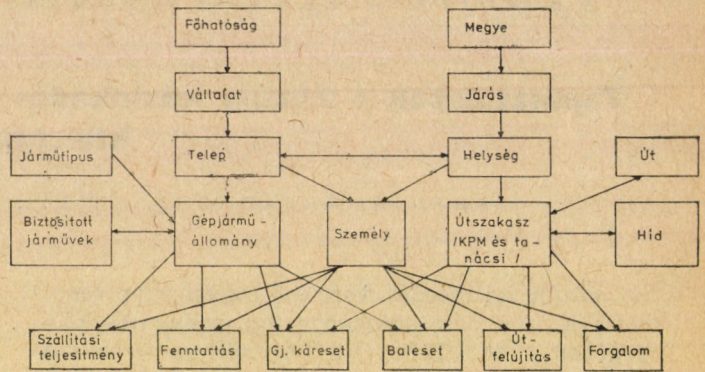 Főhatóság
Megye
Vállalat
Járás
Járműtípus
Telep
Helység
Út
Biztosított
járművek
Gépjármű -
állomány
Személy
Útszakasz
/KPM és ta-
nácsi /
Híd
Szállítási
teljesítmény
Fenntartás
Gj. káreset
Baleset
Út-
felújítás
Forgalom